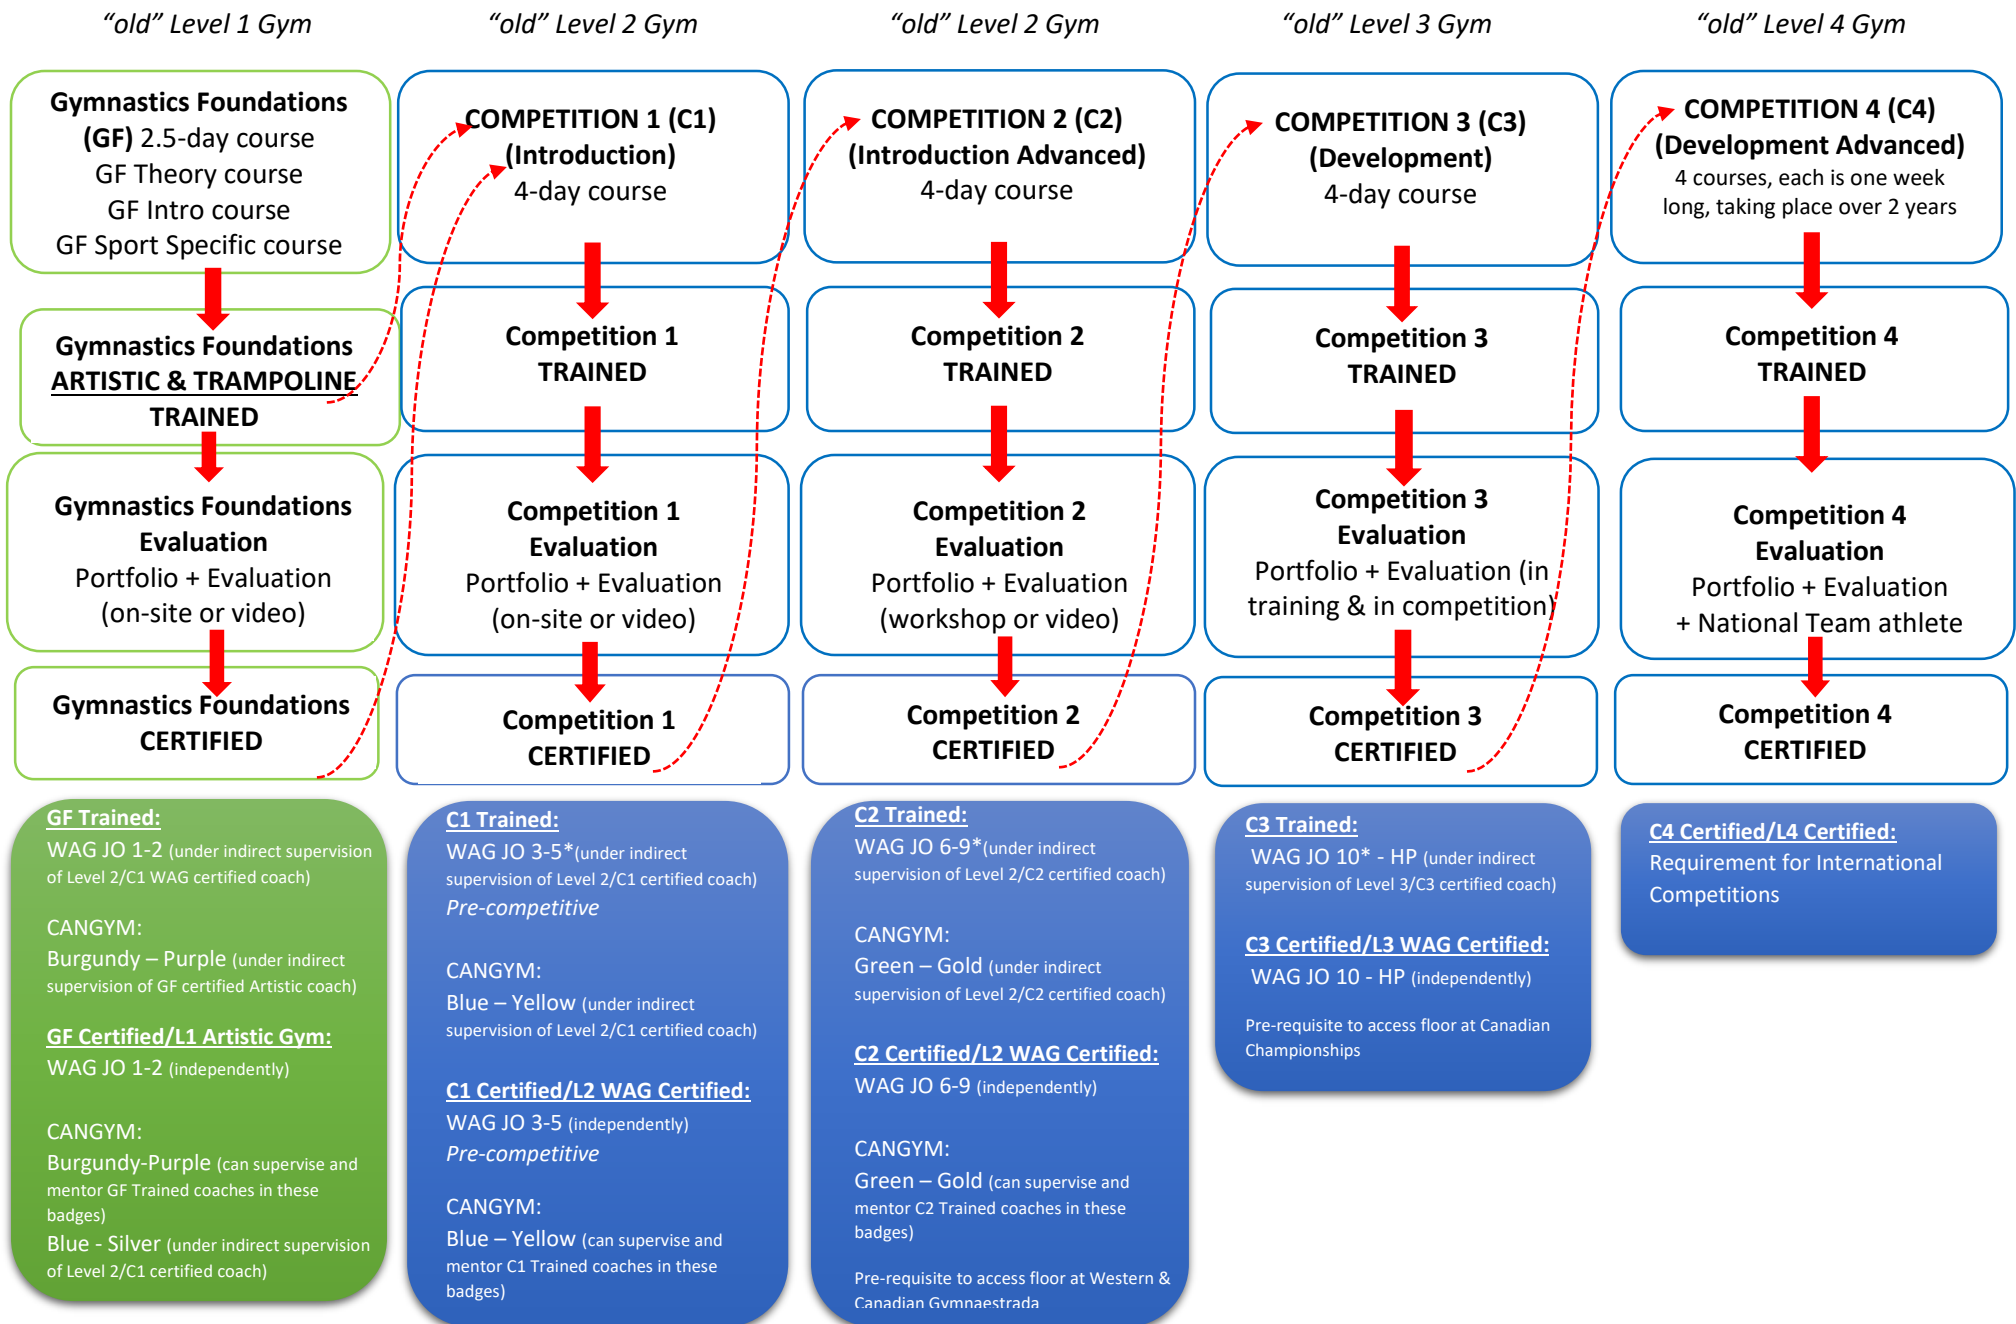 “old” Level 1 Gym
“old” Level 2 Gym
“old” Level 2 Gym
“old” Level 3 Gym
“old” Level 4 Gym
Gymnastics Foundations
(GF) 2.5-day course
GF Theory course
GF Intro course
GF Sport Specific course
Gymnastics Foundations
ARTISTIC & TRAMPOLINE
TRAINED
Gymnastics Foundations
Evaluation
Portfolio + Evaluation
(on-site or video)
Gymnastics Foundations
CERTIFIED
GF Trained:
WAG JO 1-2 (under indirect supervision
of Level 2/C1 WAG certified coach)
CANGYM:
Burgundy – Purple (under indirect
supervision of GF certified Artistic coach)
GF Certified/L1 Artistic Gym:
WAG JO 1-2 (independently)
CANGYM:
Burgundy-Purple (can supervise and
mentor GF Trained coaches in these
badges)
Blue - Silver (under indirect supervision
of Level 2/C1 certified coach)
COMPETITION 1 (C1)
(Introduction)
4-day course
Competition 1
TRAINED
Competition 1
Evaluation
Portfolio + Evaluation
(on-site or video)
Competition 1
CERTIFIED
C1 Trained:
WAG JO 3-5*(under indirect
supervision of Level 2/C1 certified coach)
Pre-competitive
CANGYM:
Blue – Yellow (under indirect
supervision of Level 2/C1 certified coach)
C1 Certified/L2 WAG Certified:
WAG JO 3-5 (independently)
Pre-competitive
CANGYM:
Blue – Yellow (can supervise and
mentor C1 Trained coaches in these
badges)
COMPETITION 2 (C2)
(Introduction Advanced)
4-day course
Competition 2
TRAINED
Competition 2
Evaluation
Portfolio + Evaluation
(workshop or video)
Competition 2
CERTIFIED
C2 Trained:
WAG JO 6-9*(under indirect
supervision of Level 2/C2 certified coach)
CANGYM:
Green – Gold (under indirect
supervision of Level 2/C2 certified coach)
C2 Certified/L2 WAG Certified:
WAG JO 6-9 (independently)
CANGYM:
Green – Gold (can supervise and
mentor C2 Trained coaches in these
badges)
Pre-requisite to access floor at Western &
Canadian Gymnaestrada
COMPETITION 3 (C3)
(Development)
4-day course
Competition 3
TRAINED
Competition 3
Evaluation
Portfolio + Evaluation (in
training & in competition)
Competition 3
CERTIFIED
C3 Trained:
WAG JO 10* - HP (under indirect
supervision of Level 3/C3 certified coach)
C3 Certified/L3 WAG Certified:
WAG JO 10 - HP (independently)
Pre-requisite to access floor at Canadian
Championships
COMPETITION 4 (C4)
(Development Advanced)
4 courses, each is one week
long, taking place over 2 years
Competition 4
TRAINED
Competition 4
Evaluation
Portfolio + Evaluation
+ National Team athlete
Competition 4
CERTIFIED
C4 Certified/L4 Certified:
Requirement for International
Competitions